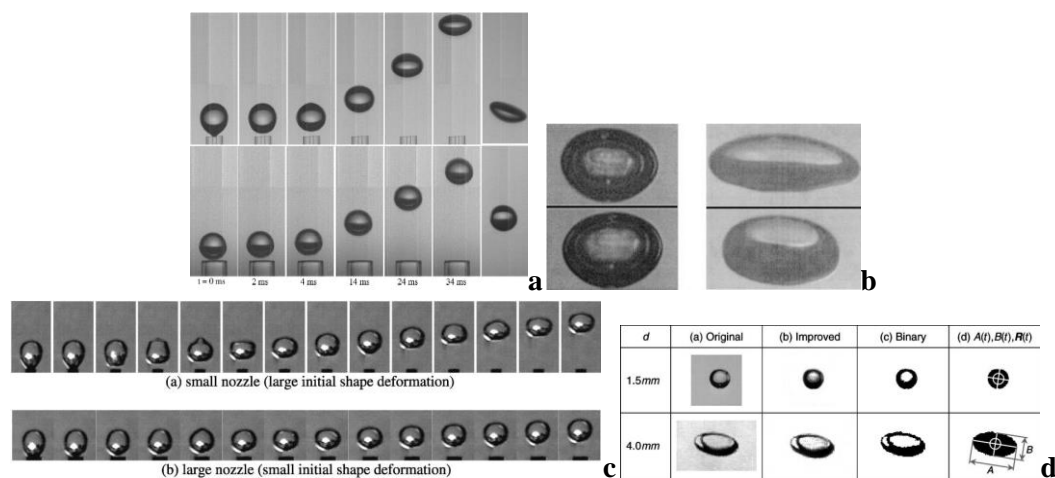 t = 0 ms 2 ms 4 ms 14 ms 24 ms 34 ms
a
b
(a) small nozzle (large initial shape deformation)
(b) large nozzle (small initial shape deformation)
c
d (a) Original (b) Improved (c) Binary (d) A(t),B(t),R(t)
1.5mm
4.0mm
B
A
d